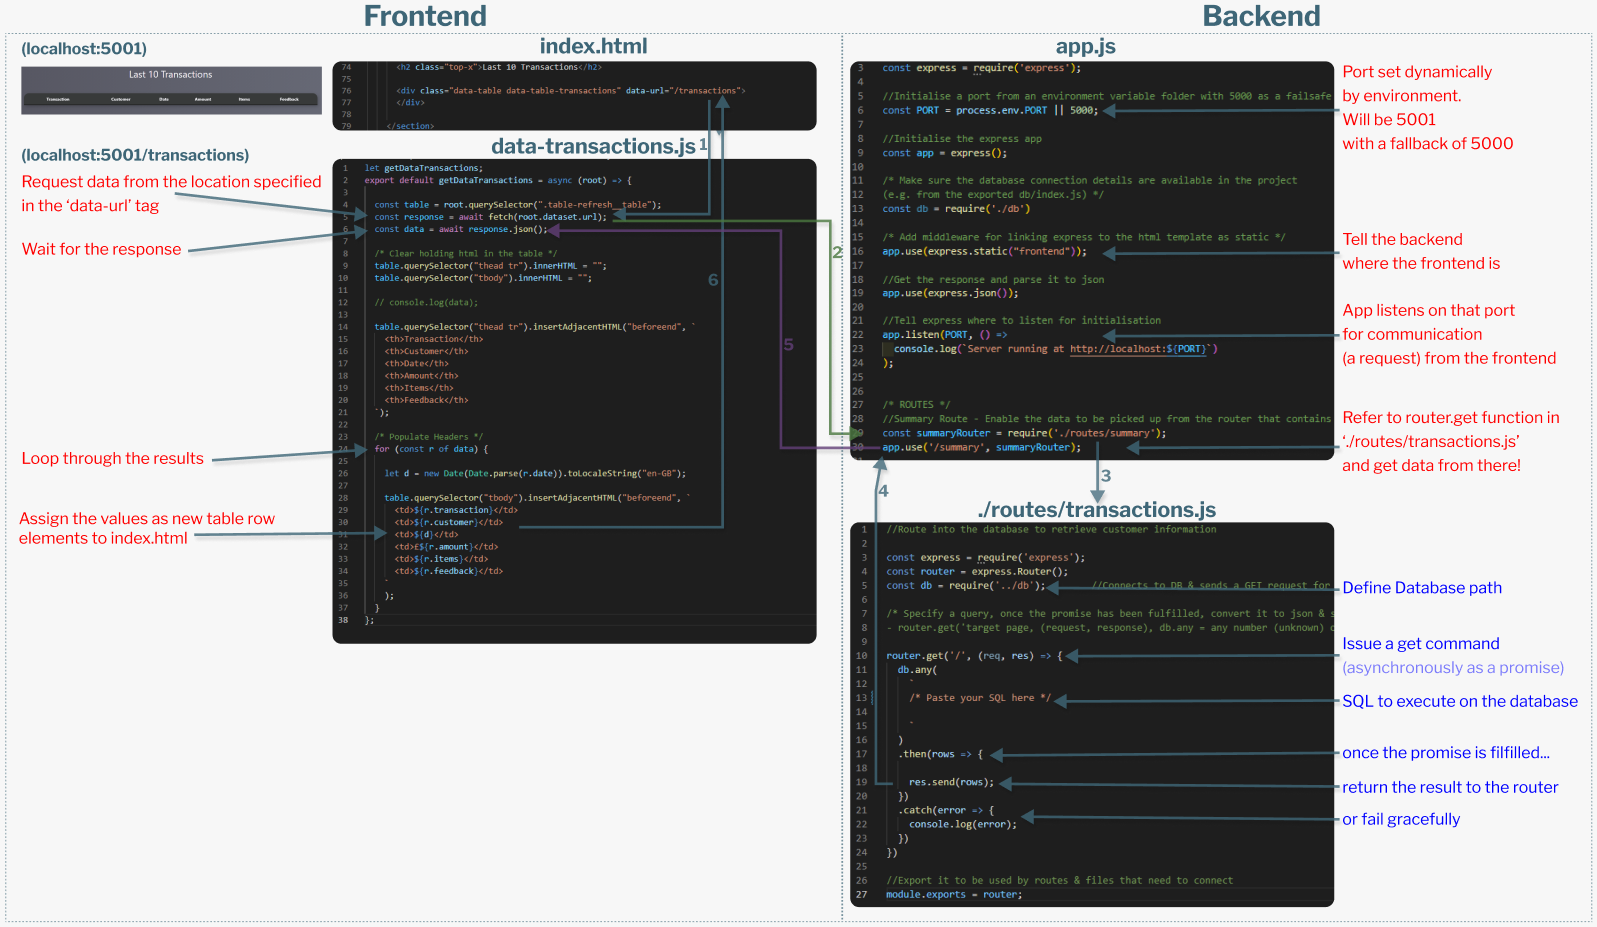 Frontend
Backend
(localhost:5001)
Last 10 Transactions
Transaction Customer Date Amount Items Feedback
index.html
74 <h2 class="top-x">Last 10 Transactions</h2>
75
76 <div class="data-table data-table-transactions" data-url="/transactions">
77 </div>
78
79 </section>
(localhost:5001/transactions)
Request data from the location specified
in the ‘data-url’ tag
Wait for the response
Loop through the results
Assign the values as new table row
elements to index.html
data-transactions.js
1
1 let getDataTransactions;
2 export default getDataTransactions = async (root) => {
3
4 const table = root.querySelector(".table-refresh__table");
5 const response = await fetch(root.dataset.url);
6 const data = await response.json();
7
8 /* Clear holding html in the table */
9 table.querySelector("thead tr").innerHTML = "";
10 table.querySelector("tbody").innerHTML = "";
11
12 // console.log(data);
13
14 table.querySelector("thead tr").insertAdjacentHTML("beforeend", `
15 <th>Transaction</th>
16 <th>Customer</th>
17 <th>Date</th>
18 <th>Amount</th>
19 <th>Items</th>
20 <th>Feedback</th>
21 `);
22
23 /* Populate Headers */
24 for (const r of data) {
25
26 let d = new Date(Date.parse(r.date)).toLocaleString("en-GB");
27
28 table.querySelector("tbody").insertAdjacentHTML("beforeend", `
29 <td>${r.transaction}</td>
30 <td>${r.customer}</td>
31 <td>${d}</td>
32 <td>£${r.amount}</td>
33 <td>${r.items}</td>
34 <td>${r.feedback}</td>
35 `
36 );
37 }
38 };
6
5
2
app.js
3 const express = require('express');
4
5 //Initialise a port from an environment variable folder with 5000 as a failsafe
6 const PORT = process.env.PORT || 5000;
7
8 //Initialise the express app
9 const app = express();
10
11 /* Make sure the database connection details are available in the project
12 (e.g. from the exported db/index.js) */
13 const db = require('./db')
14
15 /* Add middleware for linking express to the html template as static */
16 app.use(express.static("frontend"));
17
18 //Get the response and parse it to json
19 app.use(express.json());
20
21 //Tell express where to listen for initialisation
22 app.listen(PORT, () =>
23 console.log(`Server running at http://localhost:${PORT}`)
24 );
25
26
27 /* ROUTES */
28 //Summary Route - Enable the data to be picked up from the router that contains
29 const summaryRouter = require('./routes/summary');
30 app.use('/summary', summaryRouter);
Port set dynamically
by environment.
Will be 5001
with a fallback of 5000
Tell the backend
where the frontend is
App listens on that port
for communication
(a request) from the frontend
Refer to router.get function in
‘./routes/transactions.js’
and get data from there!
3
4
./routes/transactions.js
1 //Route into the database to retrieve customer information
2
3 const express = require('express');
4 const router = express.Router();
5 const db = require('../db'); //Connects to DB & sends a GET request for
6
7 /* Specify a query, once the promise has been fulfilled, convert it to json & s
8 - router.get('target page, (request, response), db.any = any number (unknown) o
9
10 router.get('/', (req, res) => {
11 db.any(
12 `
13 /* Paste your SQL here */
14
15 `
16 )
17 .then(rows => {
18
19 res.send(rows);
20 })
21 .catch(error => {
22 console.log(error);
23 })
24 })
25
26 //Export it to be used by routes & files that need to connect
27 module.exports = router;
Define Database path
Issue a get command
(asynchronously as a promise)
SQL to execute on the database
once the promise is filfilled...
return the result to the router
or fail gracefully